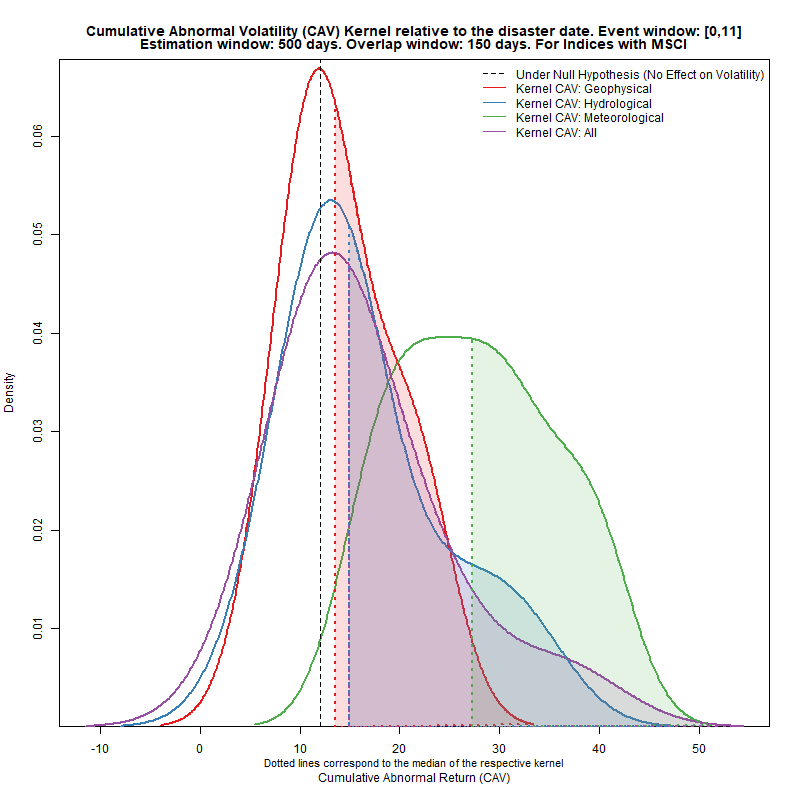 Cumulative Abnormal Volatility (CAV) Kernel relative to the disaster date. Event window: [0,11]
Estimation window: 500 days. Overlap window: 150 days. For Indices with MSCI
Under Null Hypothesis (No Effect on Volatility)
Kernel CAV: Geophysical
Kernel CAV: Hydrological
Kernel CAV: Meteorological
Kernel CAV: All
0.06
0.05
0.04
0.03
0.02
0.01
Density
-10 0 10 20 30 40 50
Dotted lines correspond to the median of the respective kernel
Cumulative Abnormal Return (CAV)